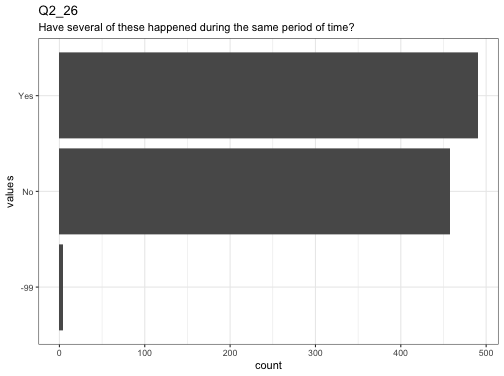 Q2_26
Have several of these happened during the same period of time?
Yes
No
-99
values
0 100 200 300 400 500
count